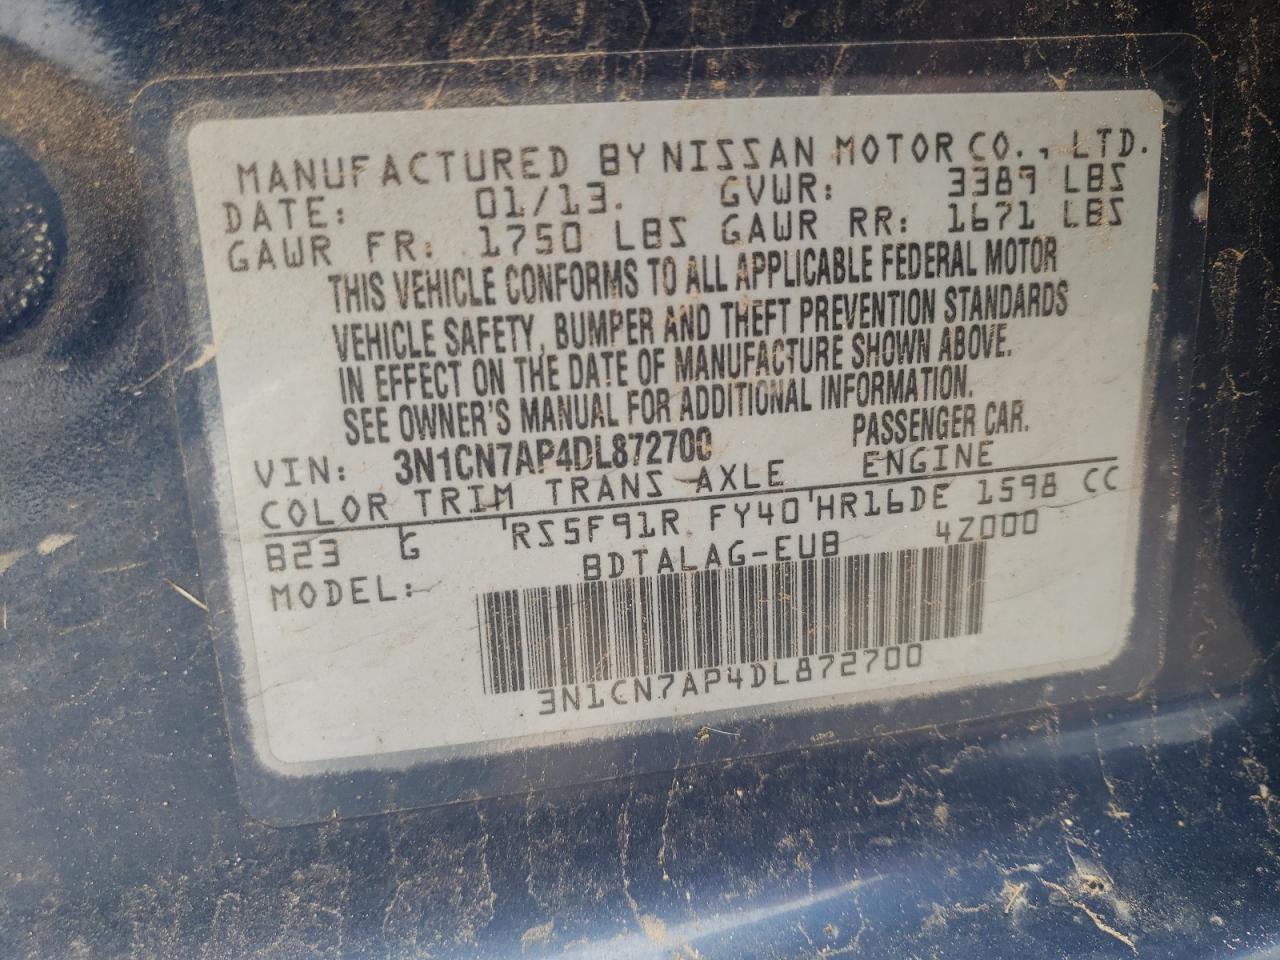 MANUFACTURED BY NISSAN MOTOR CO., LTD.
DATE: 01/13. GVWR: 3389 LBS
GAWR FR: 1750 LBS GAWR RR: 1671 LBS
THIS VEHICLE CONFORMS TO ALL APPLICABLE FEDERAL MOTOR
VEHICLE SAFETY, BUMPER AND THEFT PREVENTION STANDARDS
IN EFFECT ON THE DATE OF MANUFACTURE SHOWN ABOVE.
SEE OWNER'S MANUAL FOR ADDITIONAL INFORMATION.
VIN: 3N1CN7AP4DL872700 PASSENGER CAR.
COLOR TRIM TRANS AXLE ENGINE
B23 G RS5F91R FY40 HR16DE 1598 CC
MODEL: BDTALAG-EUB 4Z000
3N1CN7AP4DL872700